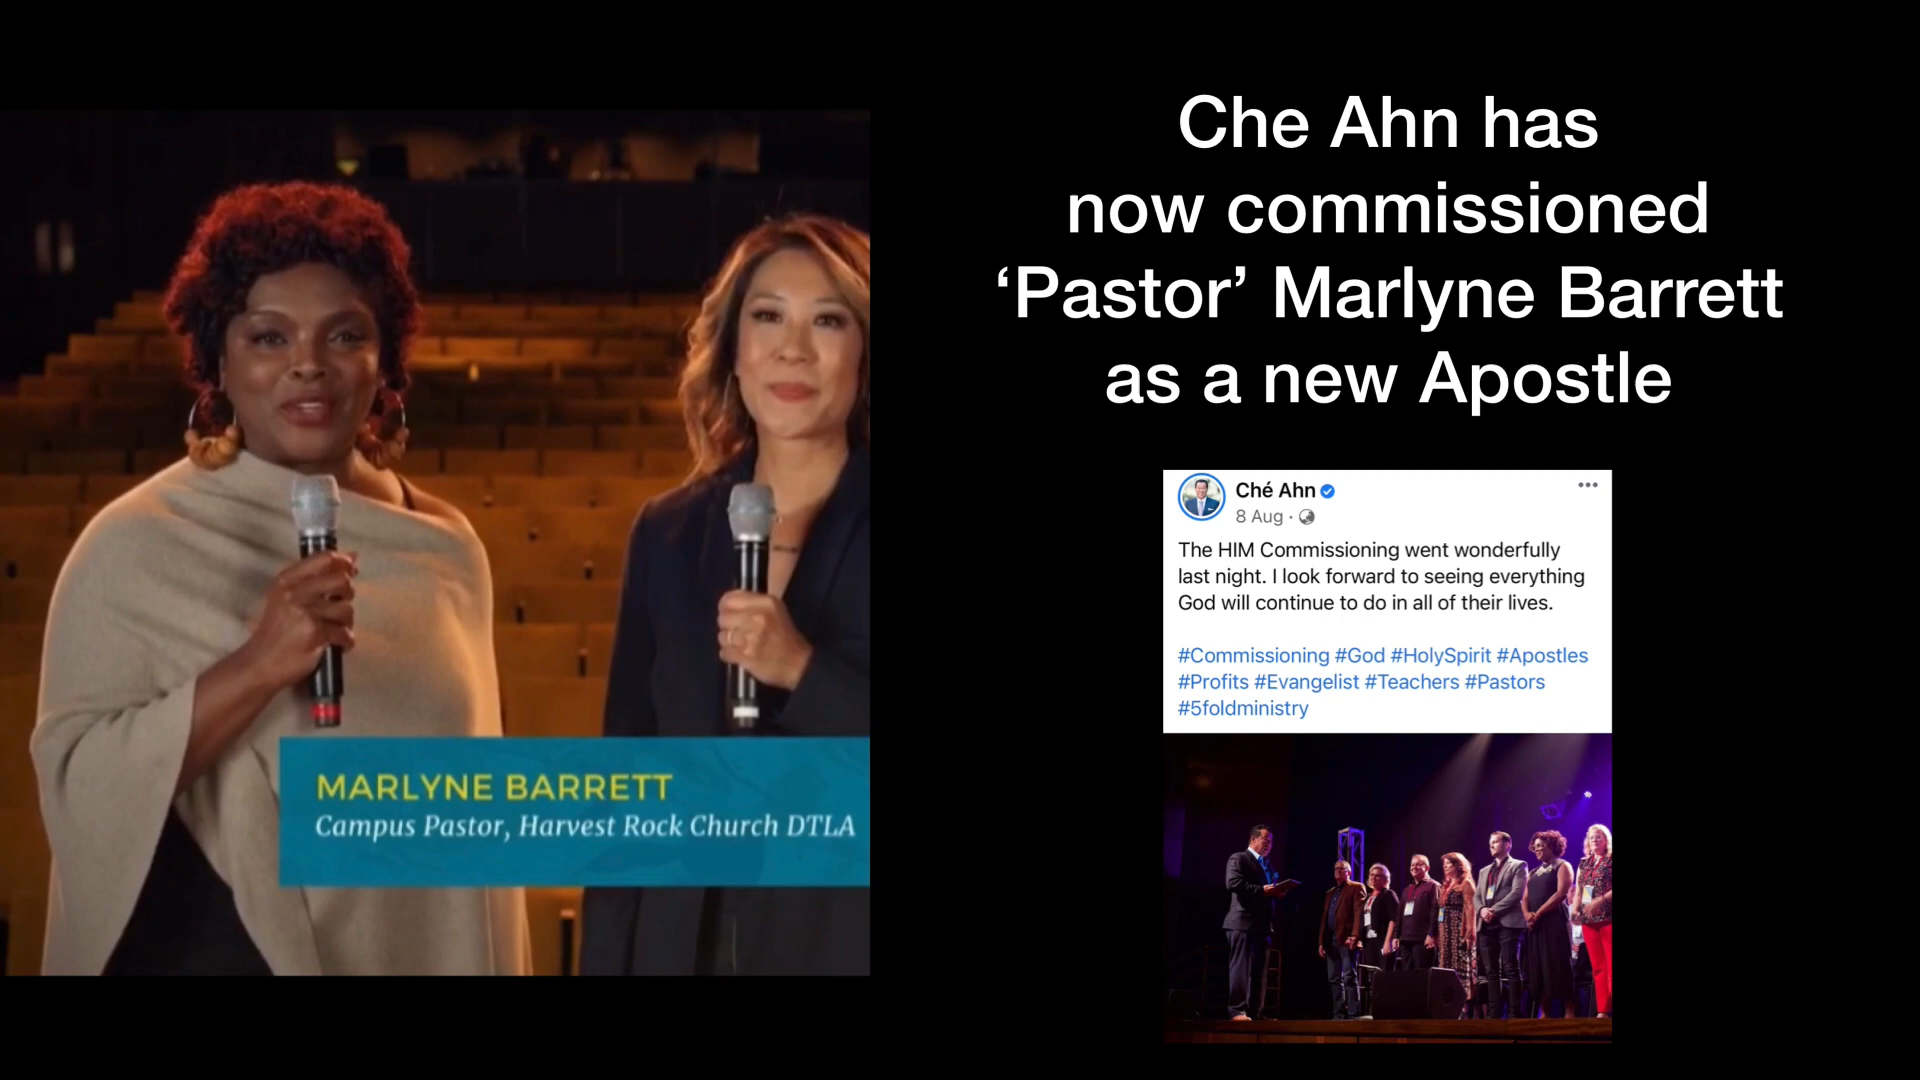 Che Ahn has
now commissioned
‘Pastor’ Marlyne Barrett
as a new Apostle
MARLYNE BARRETT
Campus Pastor, Harvest Rock Church DTLA
Ché Ahn
8 Aug ·
The HIM Commissioning went wonderfully
last night. I look forward to seeing everything
God will continue to do in all of their lives.
#Commissioning #God #HolySpirit #Apostles
#Profits #Evangelist #Teachers #Pastors
#5foldministry